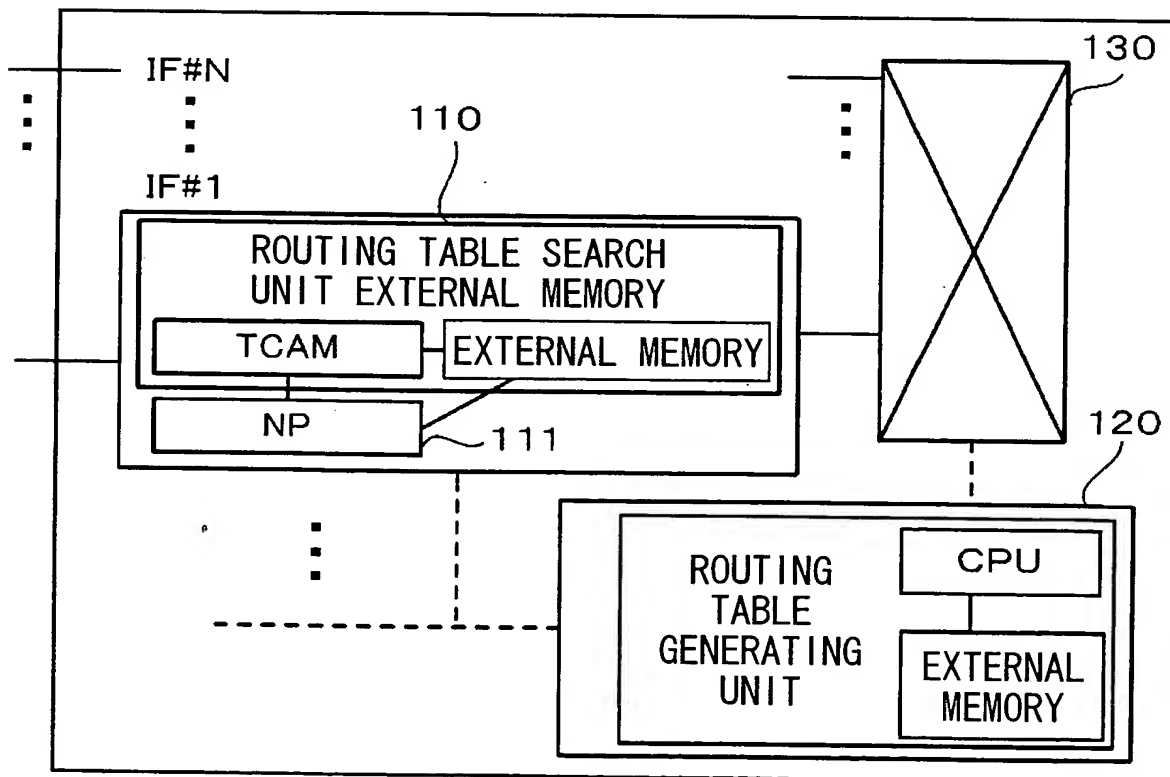 IF#N
130
110
IF#1
ROUTING TABLE SEARCH
UNIT EXTERNAL MEMORY
TCAM
EXTERNAL MEMORY
NP
111
120
ROUTING
TABLE
GENERATING
UNIT
CPU
EXTERNAL
MEMORY